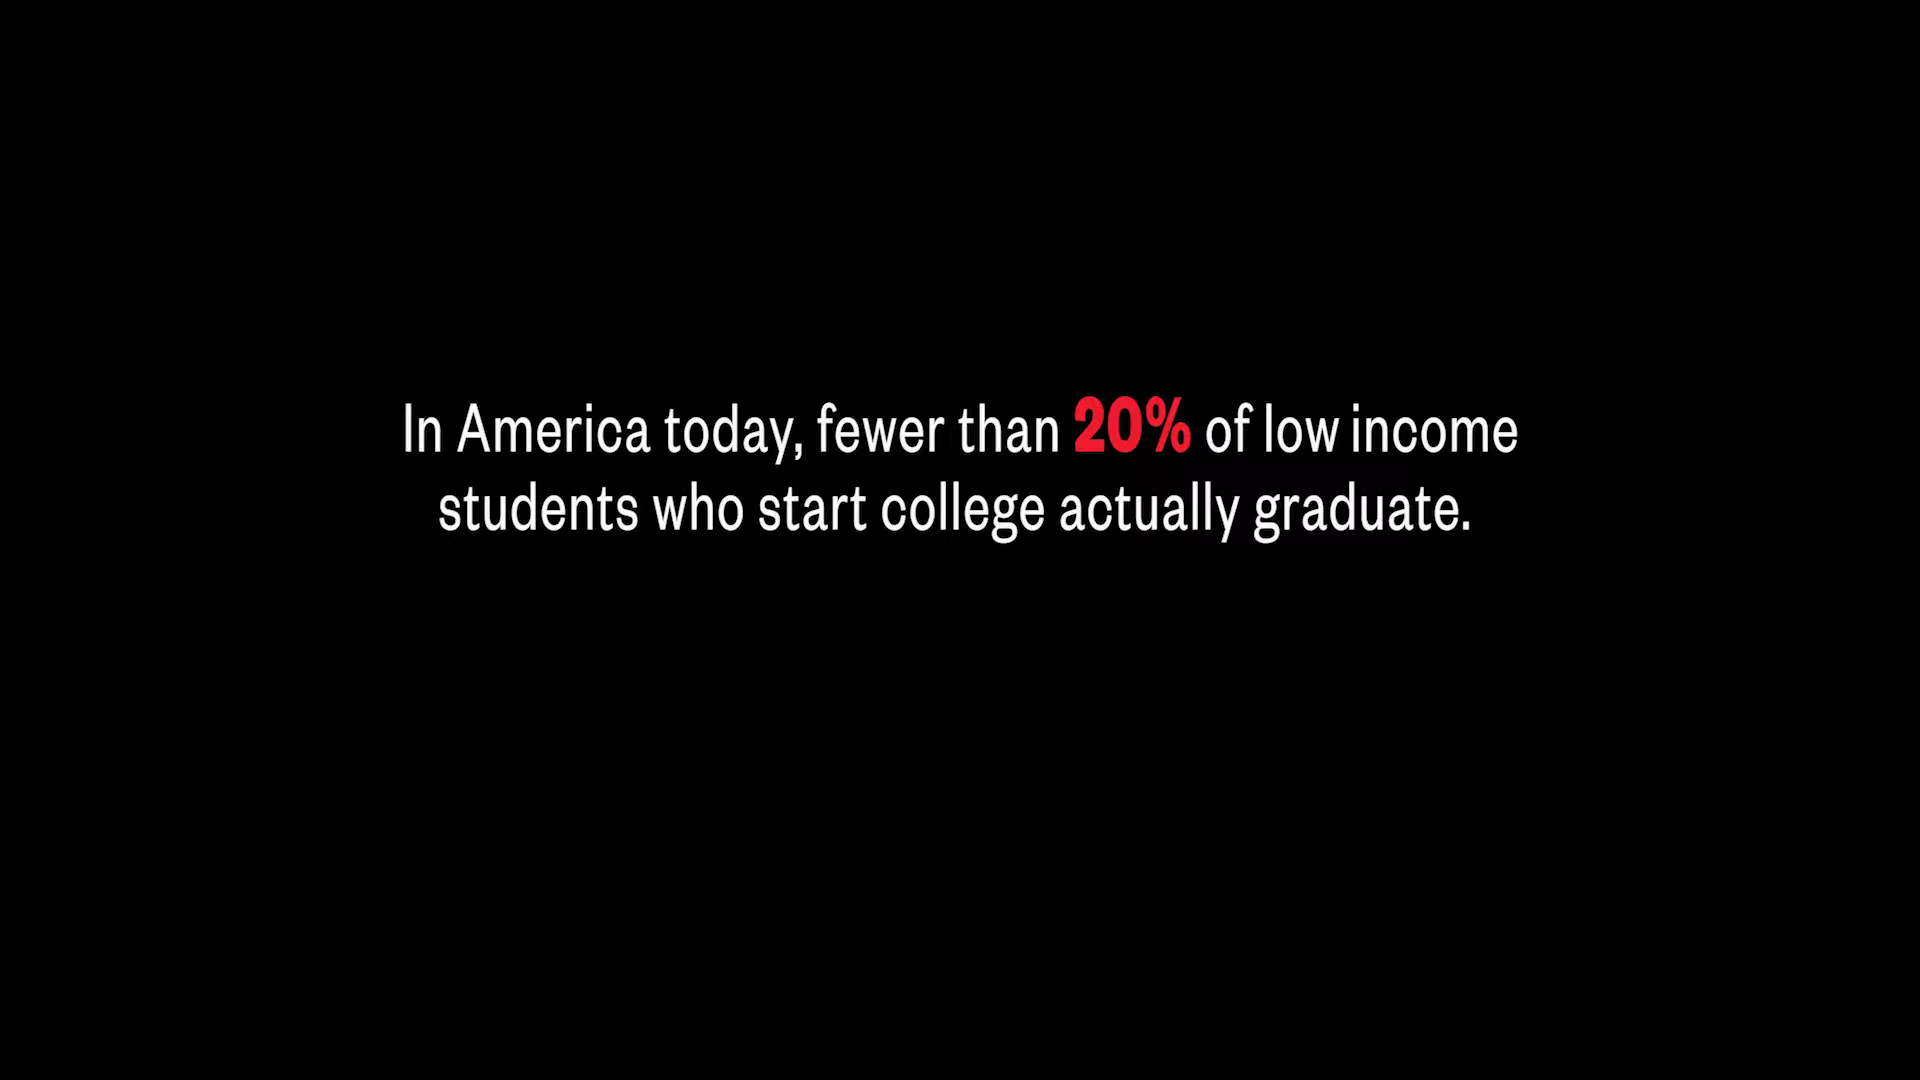 In America today, fewer than 20% of low income
students who start college actually graduate.